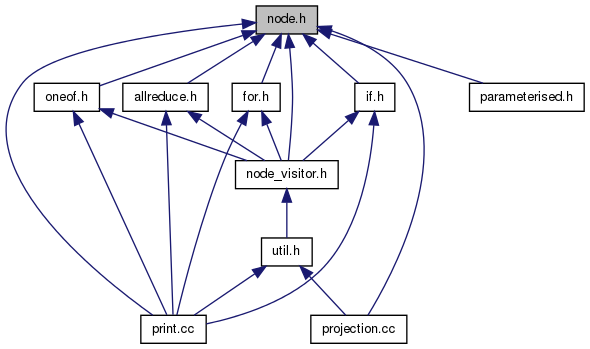 node.h
oneof.h
allreduce.h
for.h
if.h
parameterised.h
node_visitor.h
util.h
print.cc
projection.cc